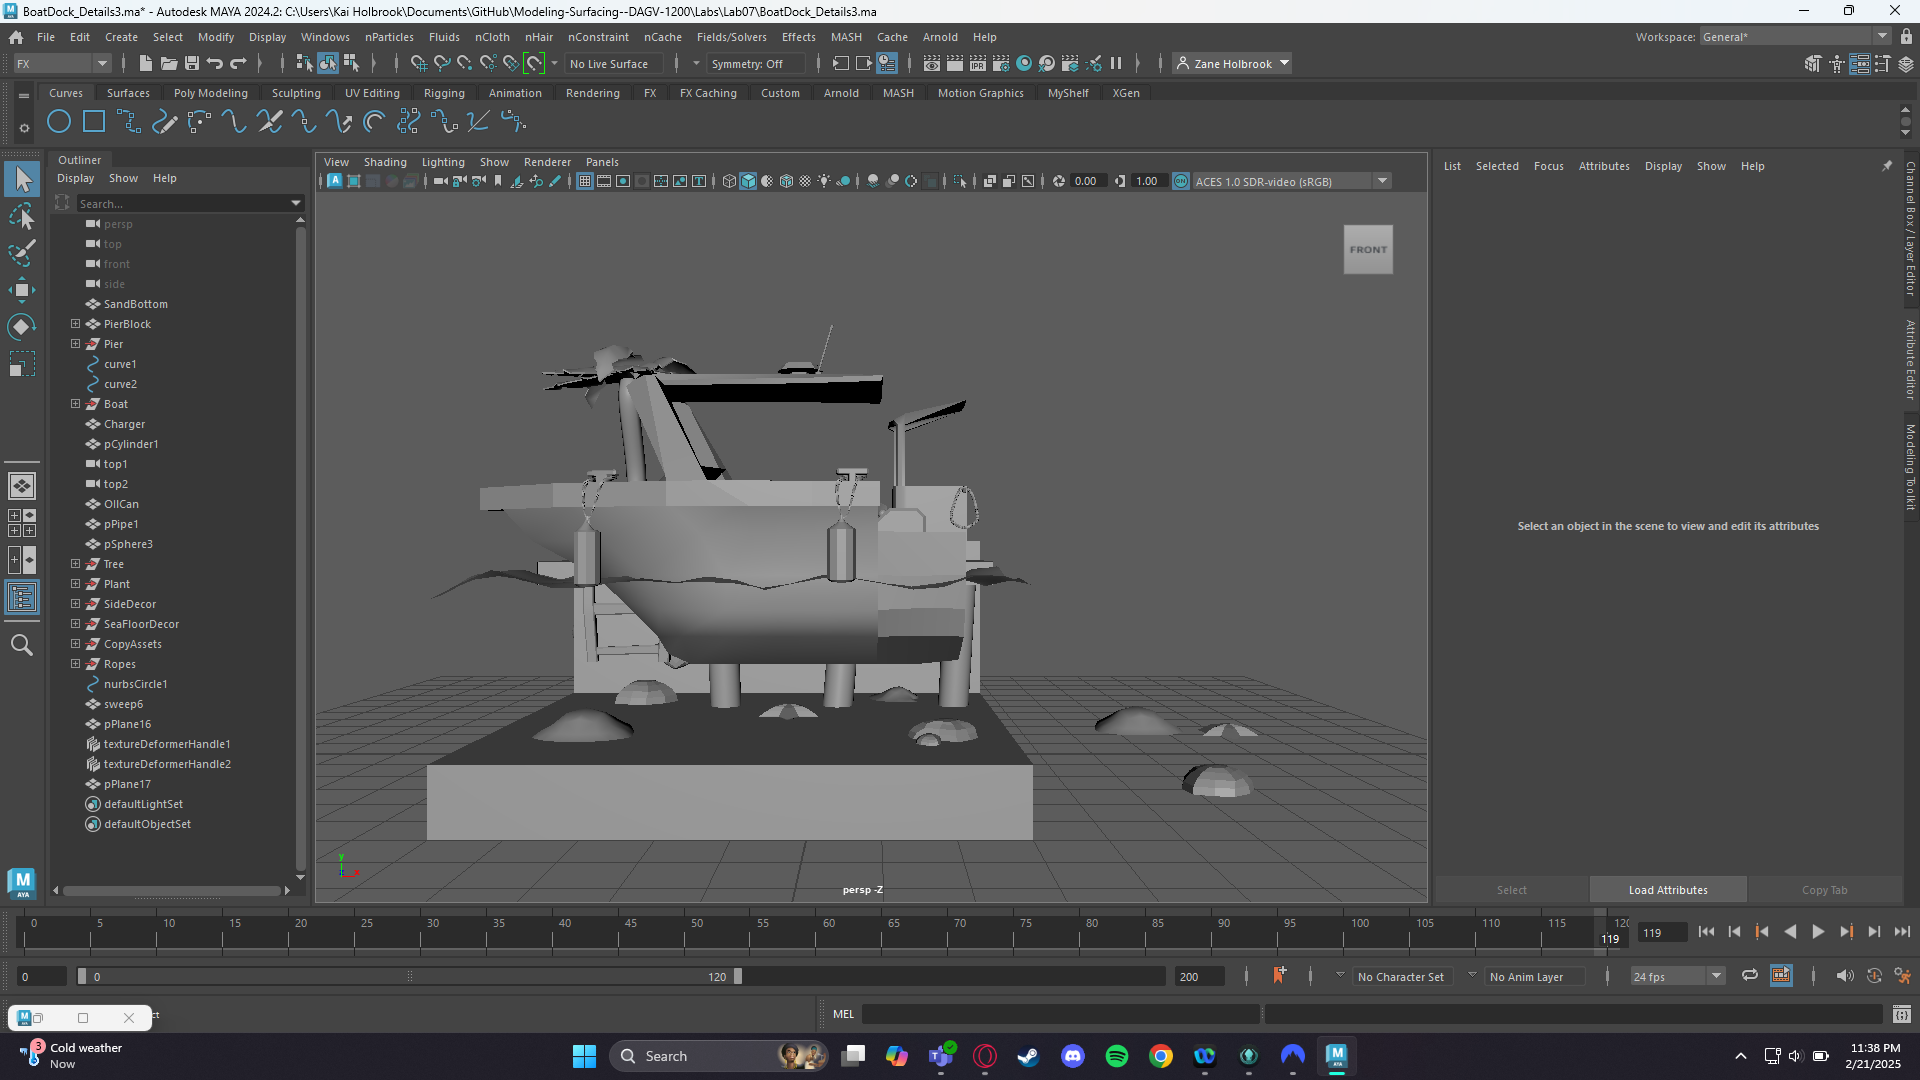 BoatDock_Details3.ma* - Autodesk MAYA 2024.2: C:\Users\Kai Holbrook\Documents\GitHub\Modeling-Surfacing--DAGV-1200\Labs\Lab07\BoatDock_Details3.ma
File Edit Create Select Modify Display Windows nParticles Fluids nCloth nHair nConstraint nCache Fields/Solvers Effects MASH Cache Arnold Help
Workspace: General*
FX No Live Surface Symmetry: Off Zane Holbrook
Curves Surfaces Poly Modeling Sculpting UV Editing Rigging Animation Rendering FX FX Caching Custom Arnold MASH Motion Graphics MyShelf XGen
Outliner
Display Show Help
Search...
persp
top
front
side
SandBottom
PierBlock
Pier
curve1
curve2
Boat
Charger
pCylinder1
top1
top2
OIlCan
pPipe1
pSphere3
Tree
Plant
SideDecor
SeaFloorDecor
CopyAssets
Ropes
nurbsCircle1
sweep6
pPlane16
textureDeformerHandle1
textureDeformerHandle2
pPlane17
defaultLightSet
defaultObjectSet
View Shading Lighting Show Renderer Panels
0.00 1.00 ACES 1.0 SDR-video (sRGB)
FRONT
y
persp -Z
List Selected Focus Attributes Display Show Help
Select an object in the scene to view and edit its attributes
Select Load Attributes Copy Tab
Channel Box / Layer Editor
Attribute Editor
Modeling Toolkit
0 5 10 15 20 25 30 35 40 45 50 55 60 65 70 75 80 85 90 95 100 105 110 115 120
119
119
0 0 120 200 No Character Set No Anim Layer 24 fps
MEL
Cold weather
Now
3
Search
11:38 PM
2/21/2025